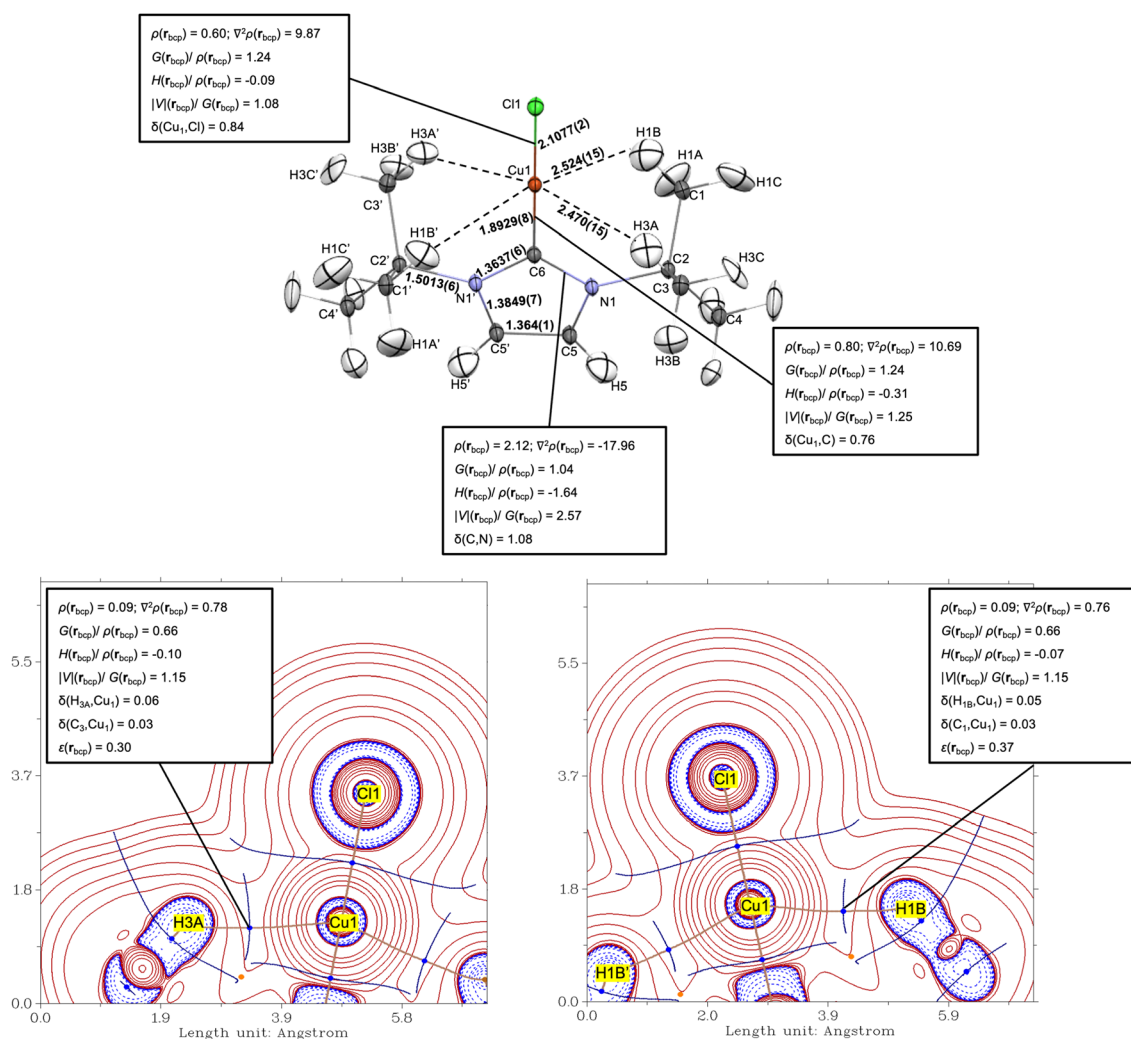 ρ(r_bcp) = 0.60; ∇²ρ(r_bcp) = 9.87
G(r_bcp)/ ρ(r_bcp) = 1.24
H(r_bcp)/ ρ(r_bcp) = -0.09
|V|(r_bcp)/ G(r_bcp) = 1.08
δ(Cu₁,Cl) = 0.84
Cl1
2.1077(2)
H3A'
H3B'
H3C'
C3'
Cu1
2.524(15)
H1B
H1A
H1C
C1
1.8929(8)
2.470(15)
H3A
H1B'
H1C'
C2'
1.5013(6)
C1'
C4'
H1A'
1.3637(6)
C6
N1'
N1
1.3849(7)
1.364(1)
C5'
C5
H5'
H5
C2
C3
H3C
C4
H3B
ρ(r_bcp) = 0.80; ∇²ρ(r_bcp) = 10.69
G(r_bcp)/ ρ(r_bcp) = 1.24
H(r_bcp)/ ρ(r_bcp) = -0.31
|V|(r_bcp)/ G(r_bcp) = 1.25
δ(Cu₁,C) = 0.76
ρ(r_bcp) = 2.12; ∇²ρ(r_bcp) = -17.96
G(r_bcp)/ ρ(r_bcp) = 1.04
H(r_bcp)/ ρ(r_bcp) = -1.64
|V|(r_bcp)/ G(r_bcp) = 2.57
δ(C,N) = 1.08
ρ(r_bcp) = 0.09; ∇²ρ(r_bcp) = 0.78
G(r_bcp)/ ρ(r_bcp) = 0.66
H(r_bcp)/ ρ(r_bcp) = -0.10
|V|(r_bcp)/ G(r_bcp) = 1.15
δ(H₃A,Cu₁) = 0.06
δ(C₃,Cu₁) = 0.03
ε(r_bcp) = 0.30
5.5
3.7
1.8
0.0
Cl1
H3A
Cu1
0.0 1.9 3.9 5.8
Length unit: Angstrom
ρ(r_bcp) = 0.09; ∇²ρ(r_bcp) = 0.76
G(r_bcp)/ ρ(r_bcp) = 0.66
H(r_bcp)/ ρ(r_bcp) = -0.07
|V|(r_bcp)/ G(r_bcp) = 1.15
δ(H₁B,Cu₁) = 0.05
δ(C₁,Cu₁) = 0.03
ε(r_bcp) = 0.37
5.5
3.7
1.8
0.0
Cl1
Cu1
H1B
H1B'
0.0 2.0 3.9 5.9
Length unit: Angstrom